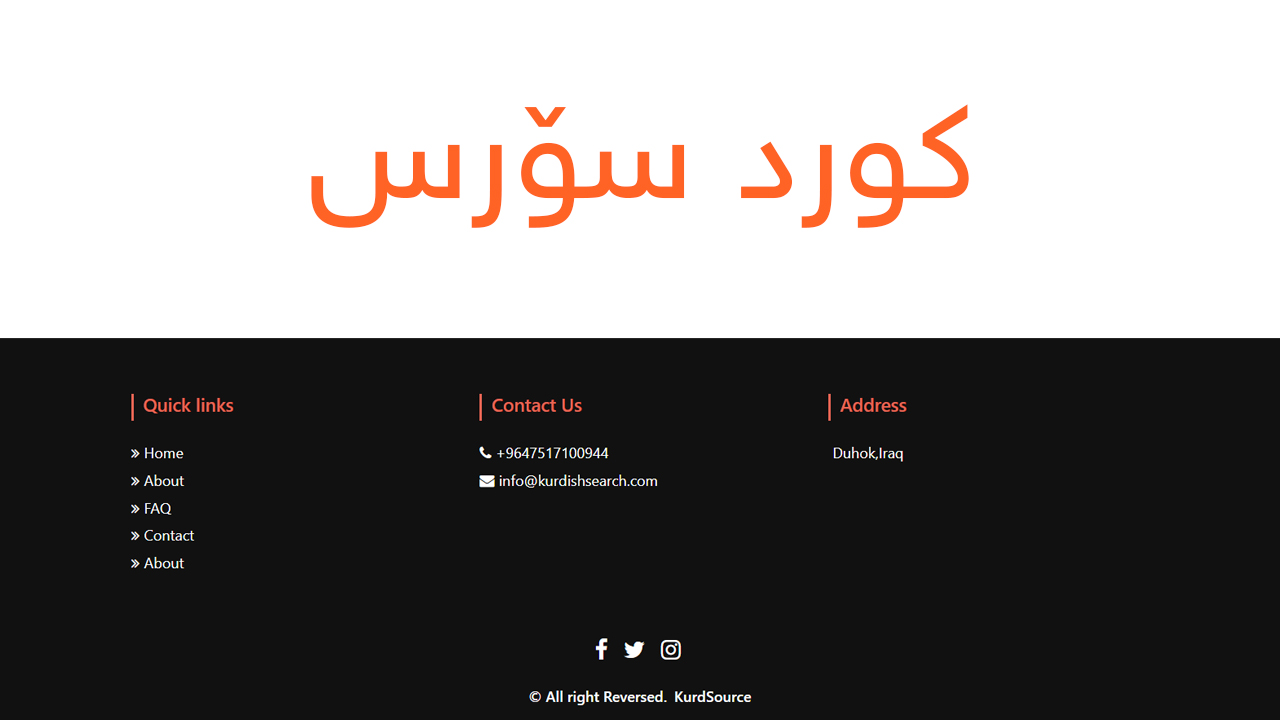 کورد سۆرس
Quick links
» Home
» About
» FAQ
» Contact
» About
Contact Us
+9647517100944
info@kurdishsearch.com
Address
Duhok,Iraq
© All right Reversed. KurdSource